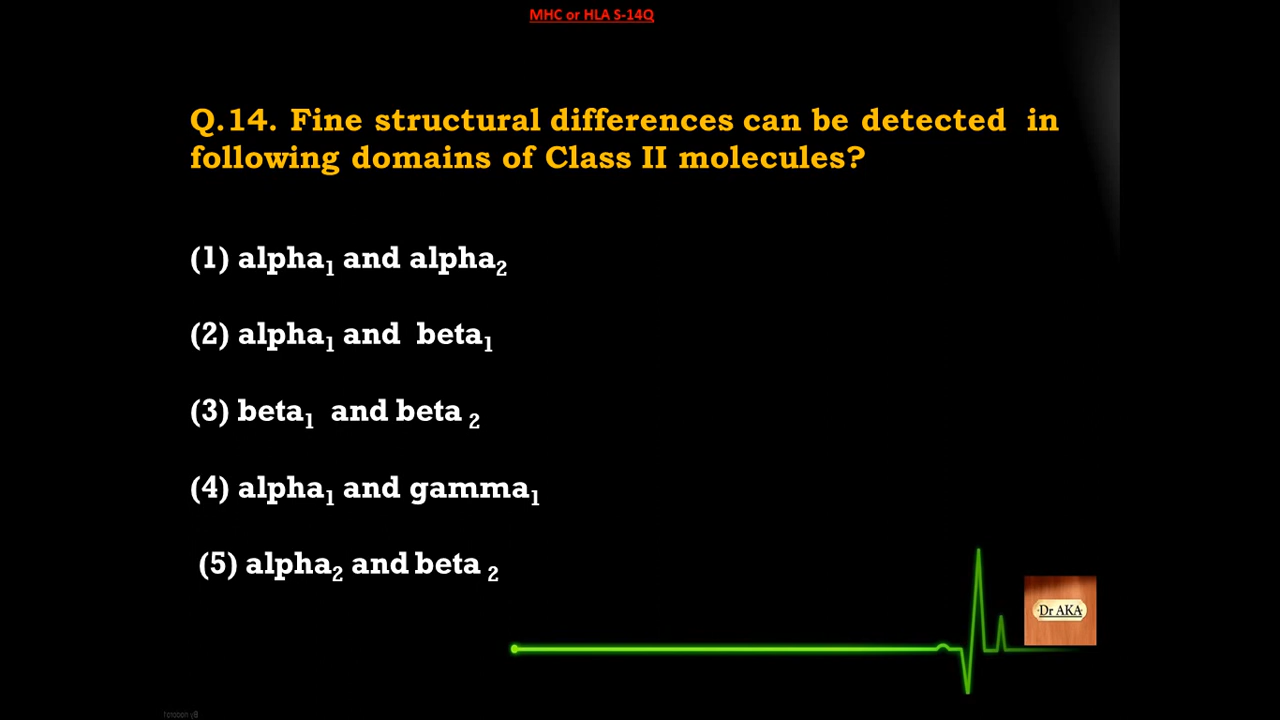 MHC or HLA S-14Q
Q.14. Fine structural differences can be detected in
following domains of Class II molecules?
(1) alpha₁ and alpha₂
(2) alpha₁ and beta₁
(3) beta₁ and beta ₂
(4) alpha₁ and gamma₁
(5) alpha₂ and beta ₂
Dr AKA